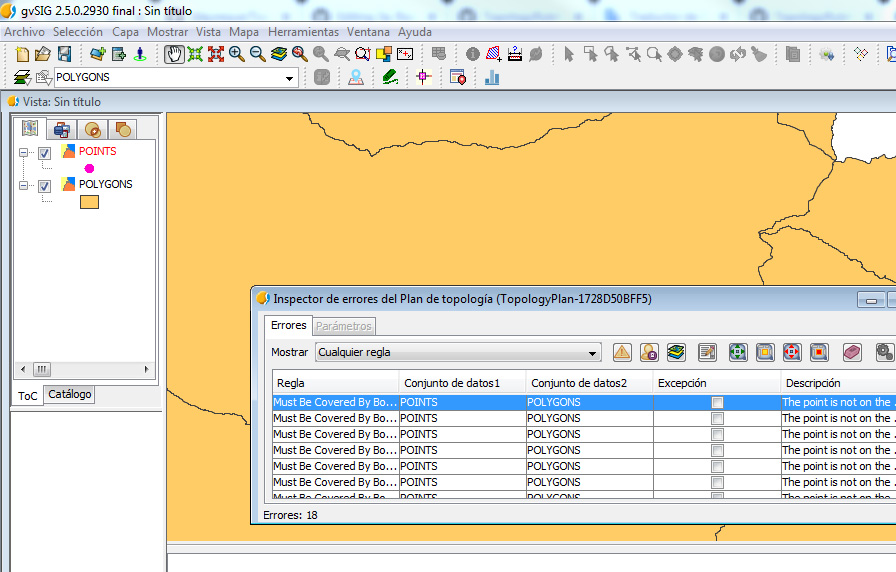 gvSIG 2.5.0.2930 final : Sin título
Archivo Selección Capa Mostrar Vista Mapa Herramientas Ventana Ayuda
POLYGONS
Vista: Sin título
POINTS
POLYGONS
ToC Catálogo
Inspector de errores del Plan de topología (TopologyPlan-1728D50BFF5)
Errores Parámetros
Mostrar Cualquier regla
Regla Conjunto de datos1 Conjunto de datos2 Excepción Descripción
Must Be Covered By Bo... POINTS POLYGONS The point is not on the .
Must Be Covered By Bo... POINTS POLYGONS The point is not on the .
Must Be Covered By Bo... POINTS POLYGONS The point is not on the .
Must Be Covered By Bo... POINTS POLYGONS The point is not on the .
Must Be Covered By Bo... POINTS POLYGONS The point is not on the .
Must Be Covered By Bo... POINTS POLYGONS The point is not on the .
Must Be Covered By Bo... POINTS POLYGONS The point is not on the .
Errores: 18